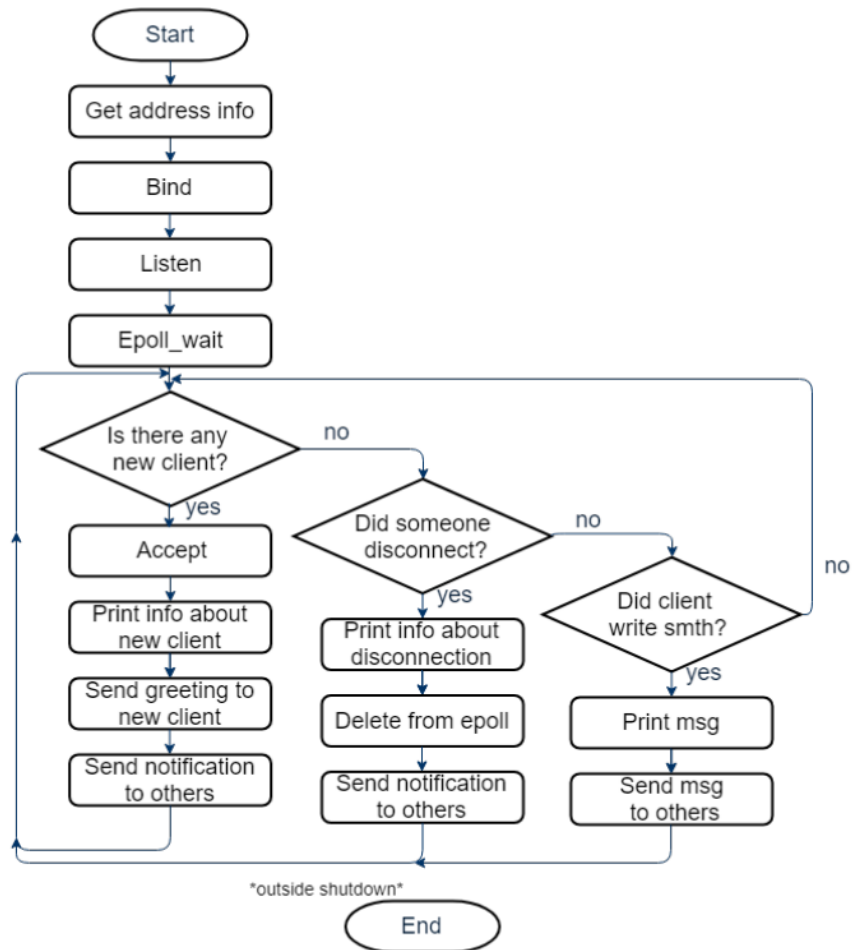 Start
Get address info
Bind
Listen
Epoll_wait
Is there any
new client?
no
yes
Accept
Print info about
new client
Send greeting to
new client
Send notification
to others
Did someone
disconnect?
no
yes
Print info about
disconnection
Delete from epoll
Send notification
to others
Did client
write smth?
no
yes
Print msg
Send msg
to others
*outside shutdown*
End